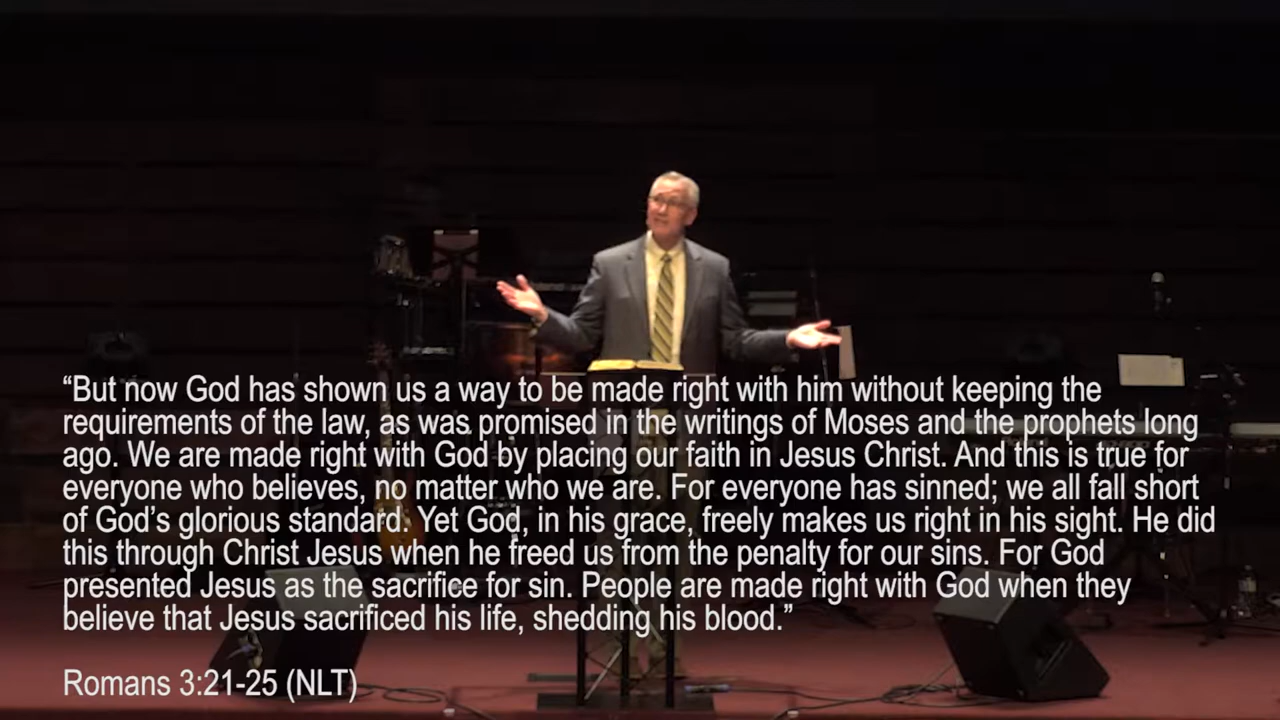 “But now God has shown us a way to be made right with him without keeping the
requirements of the law, as was promised in the writings of Moses and the prophets long
ago. We are made right with God by placing our faith in Jesus Christ. And this is true for
everyone who believes, no matter who we are. For everyone has sinned; we all fall short
of God’s glorious standard. Yet God, in his grace, freely makes us right in his sight. He did
this through Christ Jesus when he freed us from the penalty for our sins. For God
presented Jesus as the sacrifice for sin. People are made right with God when they
believe that Jesus sacrificed his life, shedding his blood.”
Romans 3:21-25 (NLT)